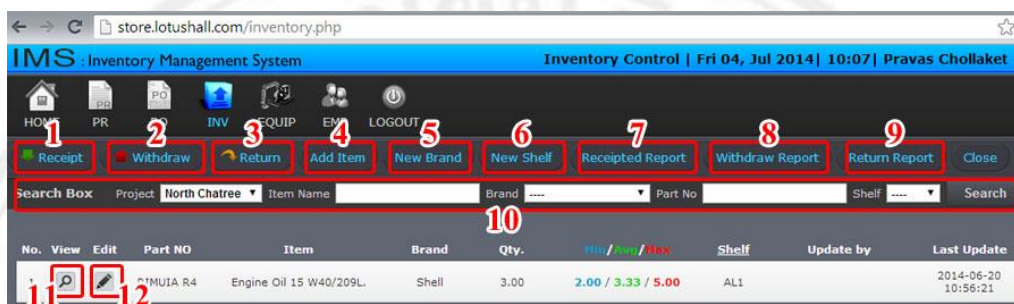 store.lotushall.com/inventory.php
IMS : Inventory Management System Inventory Control | Fri 04, Jul 2014| 10:07| Pravas Chollaket
HOME PR PO INV EQUIP EMP LOGOUT
1 2 3 4 5 6 7 8 9
Receipt Withdraw Return Add Item New Brand New Shelf Receipted Report Withdraw Report Return Report Close
Search Box Project North Chatree Item Name Brand ---- Part No Shelf ---- Search
10
No. View Edit Part NO Item Brand Qty. Min/Avg/Max Shelf Update by Last Update
1 RIMUIA R4 Engine Oil 15 W40/209L. Shell 3.00 2.00 / 3.33 / 5.00 AL1 2014-06-20
10:56:21
11 12